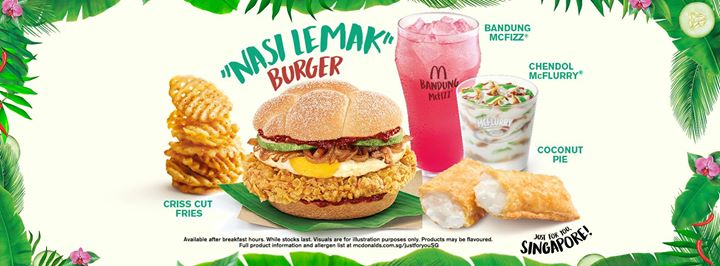 "NASI LEMAK"
BURGER
BANDUNG
MCFIZZ®
CHENDOL
McFLURRY®
BANDUNG
McFIZZ
McFLURRY
COCONUT
PIE
CRISS CUT
FRIES
JUST FOR YOU,
SINGAPORE!
Available after breakfast hours. While stocks last. Visuals are for illustration purposes only. Products may be flavoured.
Full product information and allergen list at mcdonalds.com.sg/justforyouSG